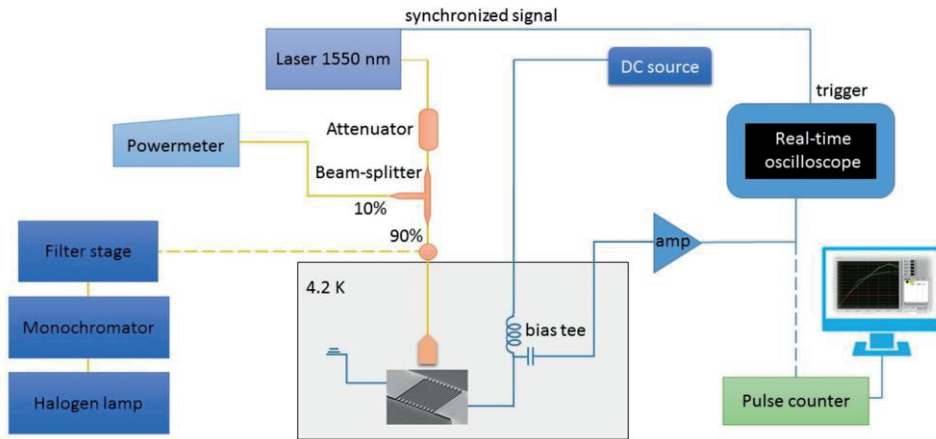 synchronized signal
Laser 1550 nm
DC source
trigger
Attenuator
Powermeter
Real-time
oscilloscope
Beam-splitter
10%
90%
Filter stage
amp
4.2 K
Monochromator
bias tee
Halogen lamp
Pulse counter